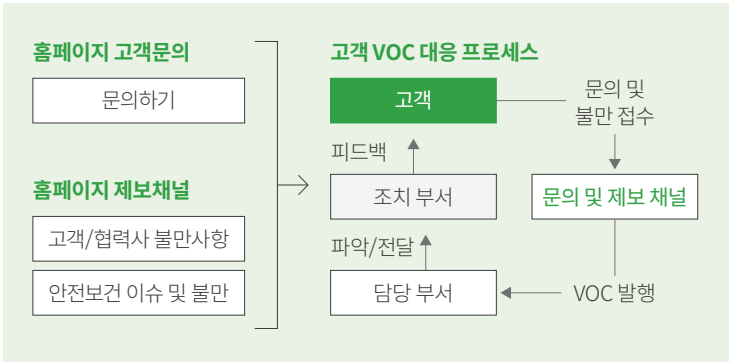 홈페이지 고객문의
문의하기
홈페이지 제보채널
고객/협력사 불만사항
안전보건 이슈 및 불만
고객 VOC 대응 프로세스
고객
문의 및
불만 접수
피드백
조치 부서
문의 및 제보 채널
파악/전달
담당 부서
VOC 발행